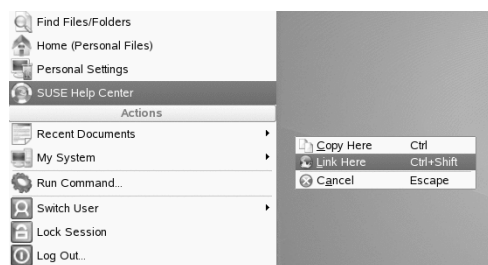 Find Files/Folders
Home (Personal Files)
Personal Settings
SUSE Help Center
Actions
Recent Documents
My System
Run Command...
Switch User
Lock Session
Log Out...
Copy Here Ctrl
Link Here Ctrl+Shift
Cancel Escape